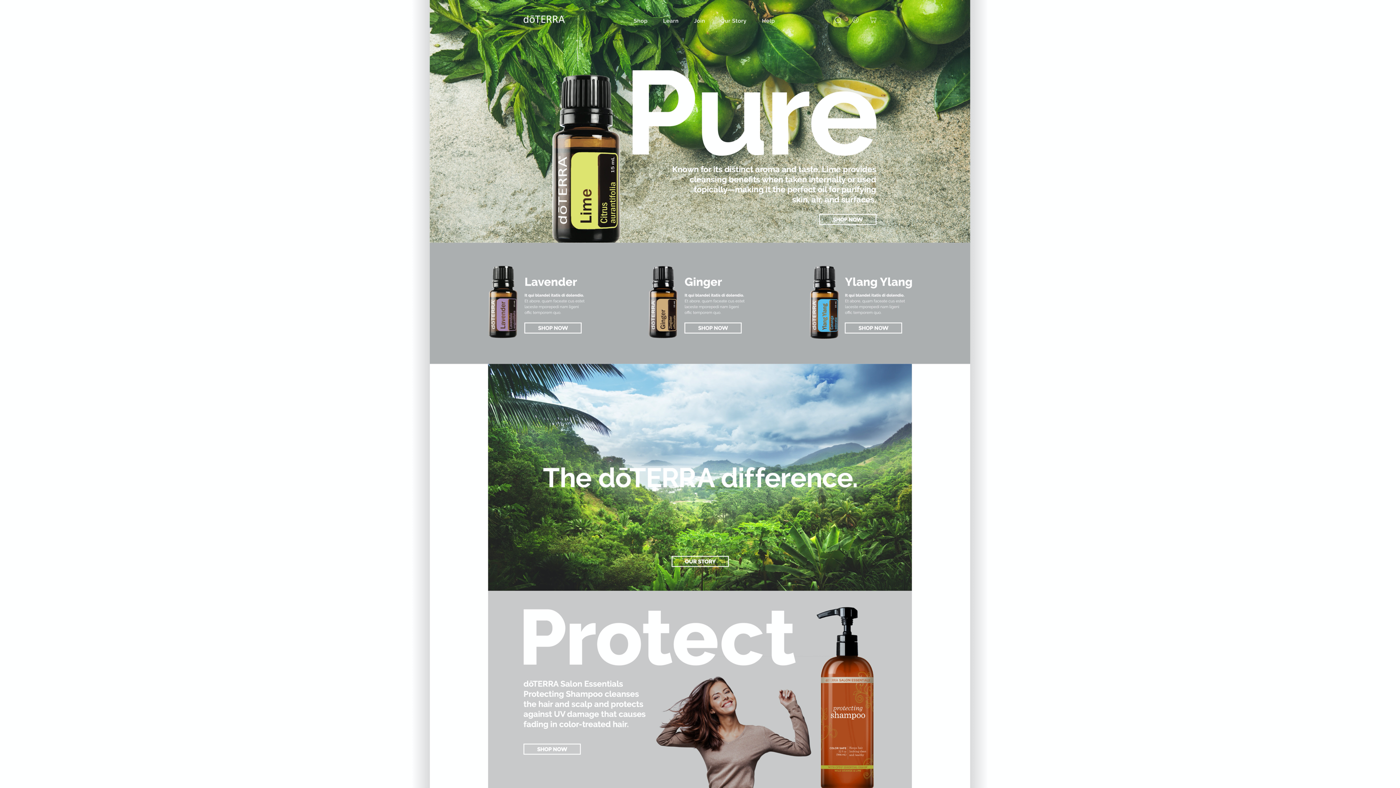 dōTERRA
Shop Learn Join Our Story Help
Pure
Known for its distinct aroma and taste, Lime provides
cleansing benefits when taken internally or used
topically—making it the perfect oil for purifying
skin, air, and surfaces.
SHOP NOW
dōTERRA
Lime
Citrus
aurantifolia
15 mL
Lavender
SHOP NOW
Lavender
Ginger
SHOP NOW
Ginger
Ylang Ylang
SHOP NOW
The dōTERRA difference.
OUR STORY
Protect
dōTERRA Salon Essentials
Protecting Shampoo cleanses
the hair and scalp and protects
against UV damage that causes
fading in color-treated hair.
SHOP NOW
protecting
shampoo